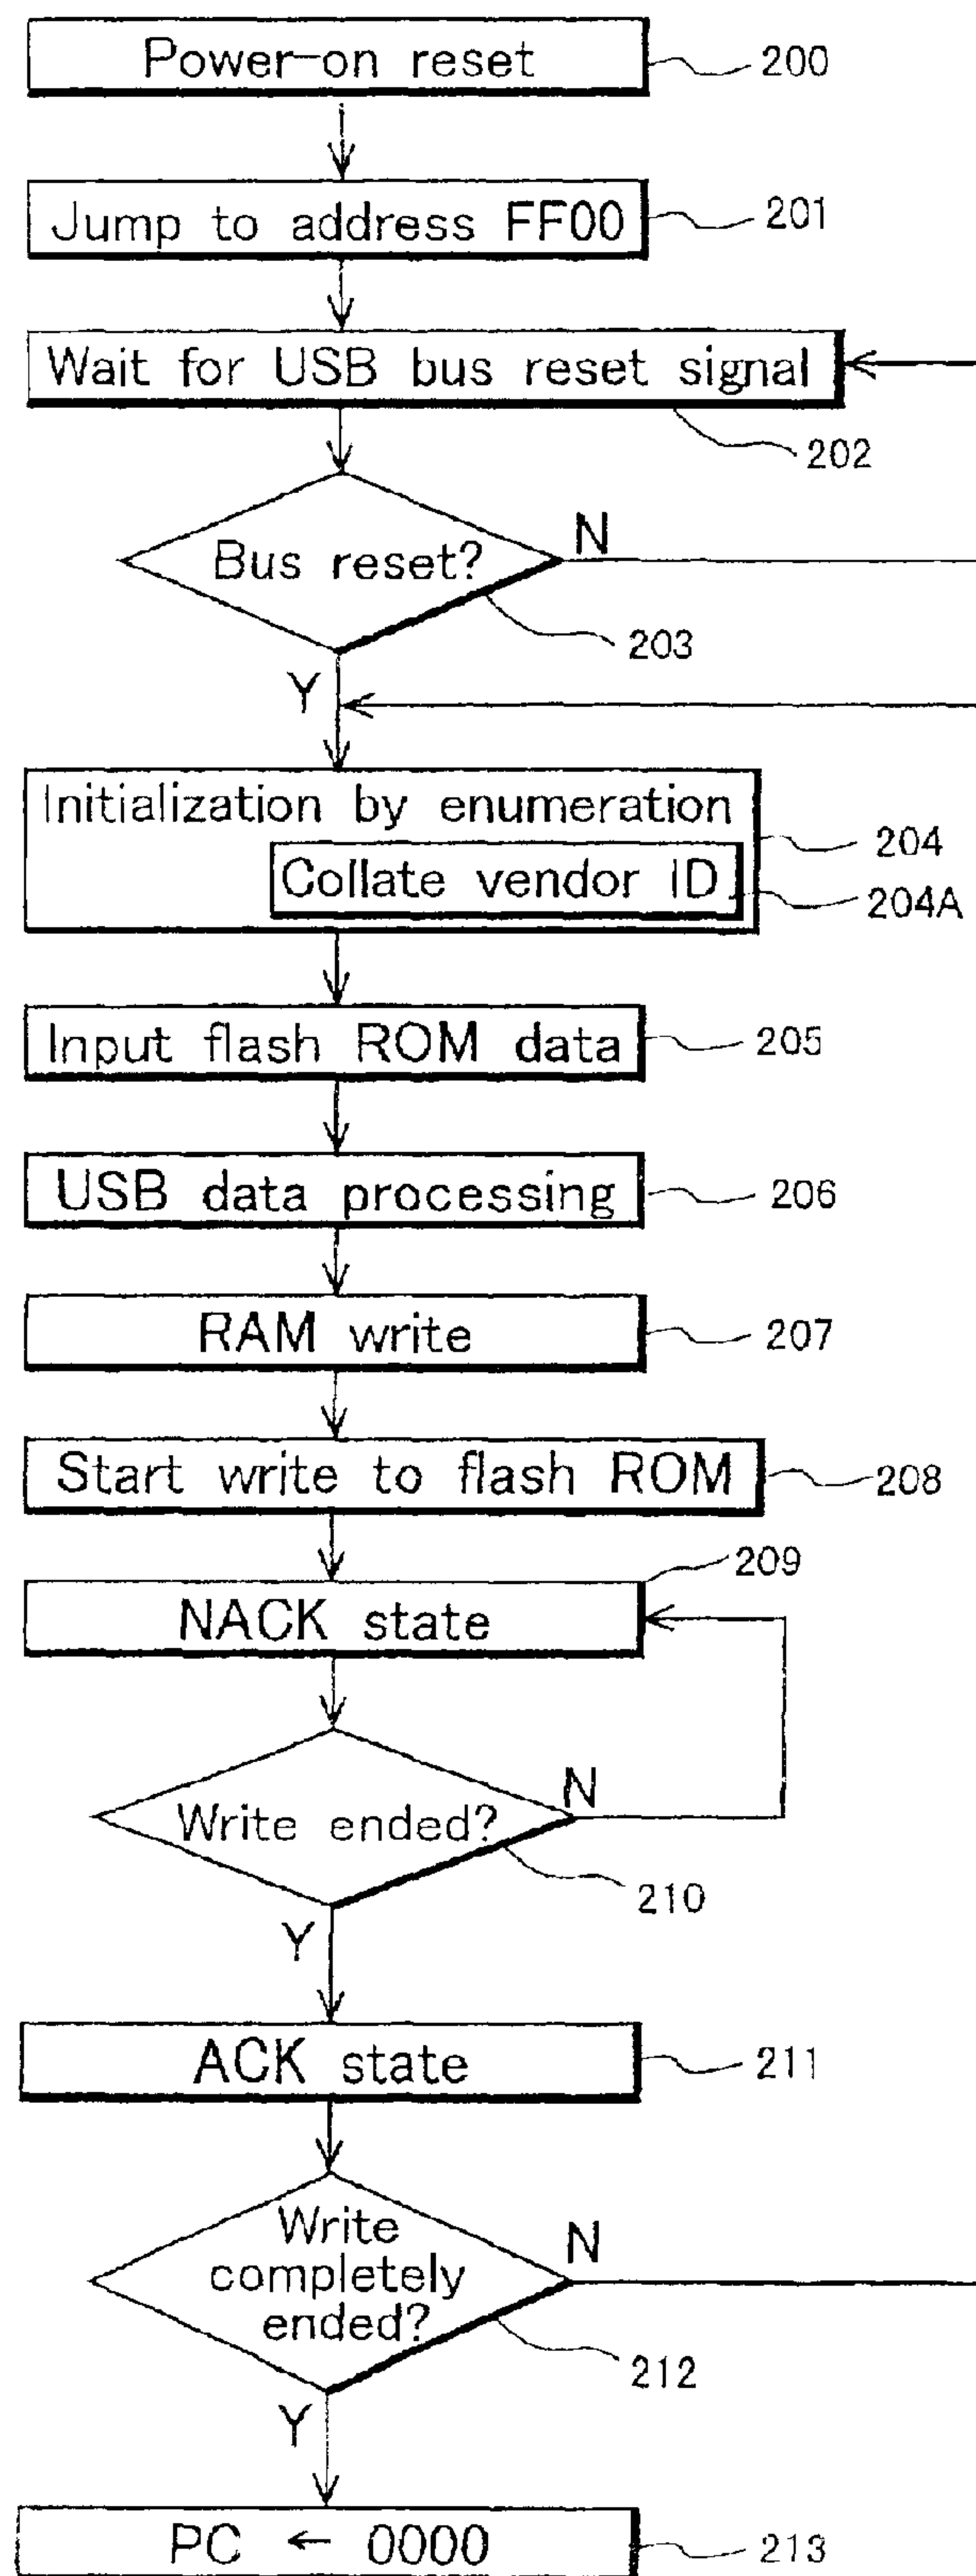 Power-on reset
200
Jump to address FF00
201
Wait for USB bus reset signal
202
Bus reset?
N
203
Y
Initialization by enumeration
204
Collate vendor ID
204A
Input flash ROM data
205
USB data processing
206
RAM write
207
Start write to flash ROM
208
209
NACK state
Write ended?
N
210
Y
ACK state
211
Write
completely
ended?
N
212
Y
PC ← 0000
213